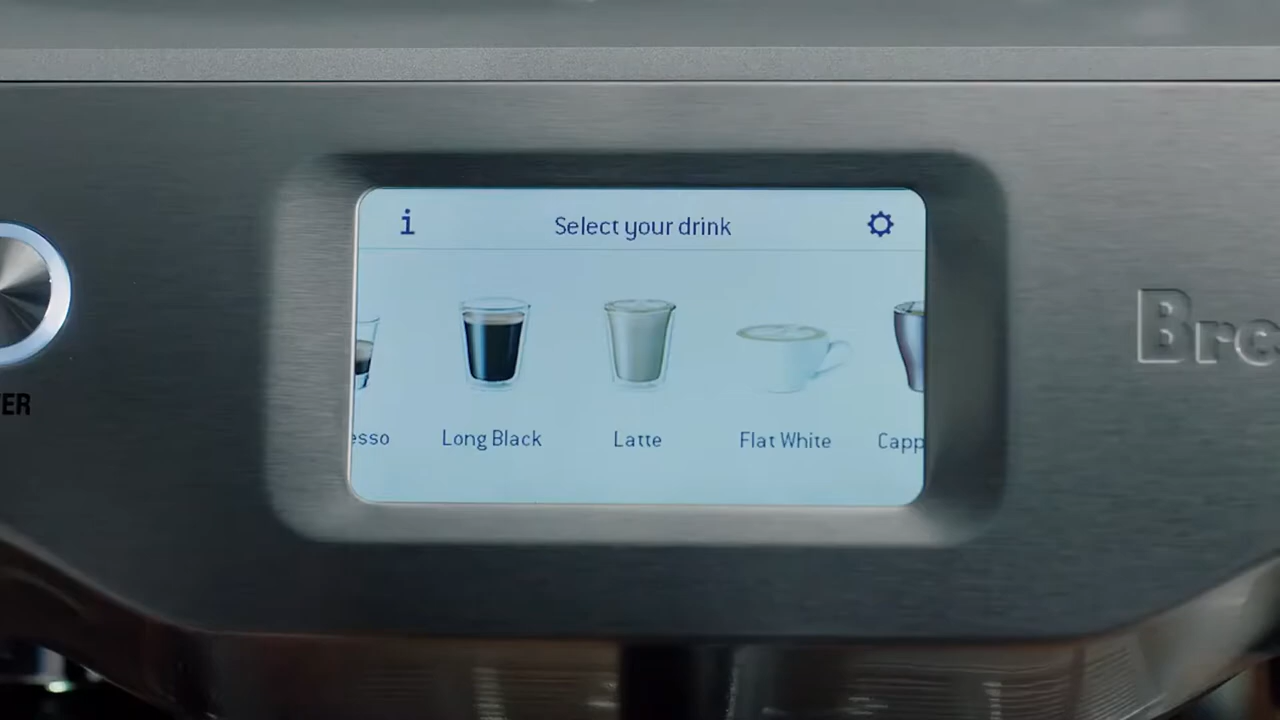 i
Select your drink
esso
Long Black
Latte
Flat White
Capp
ER
Bre